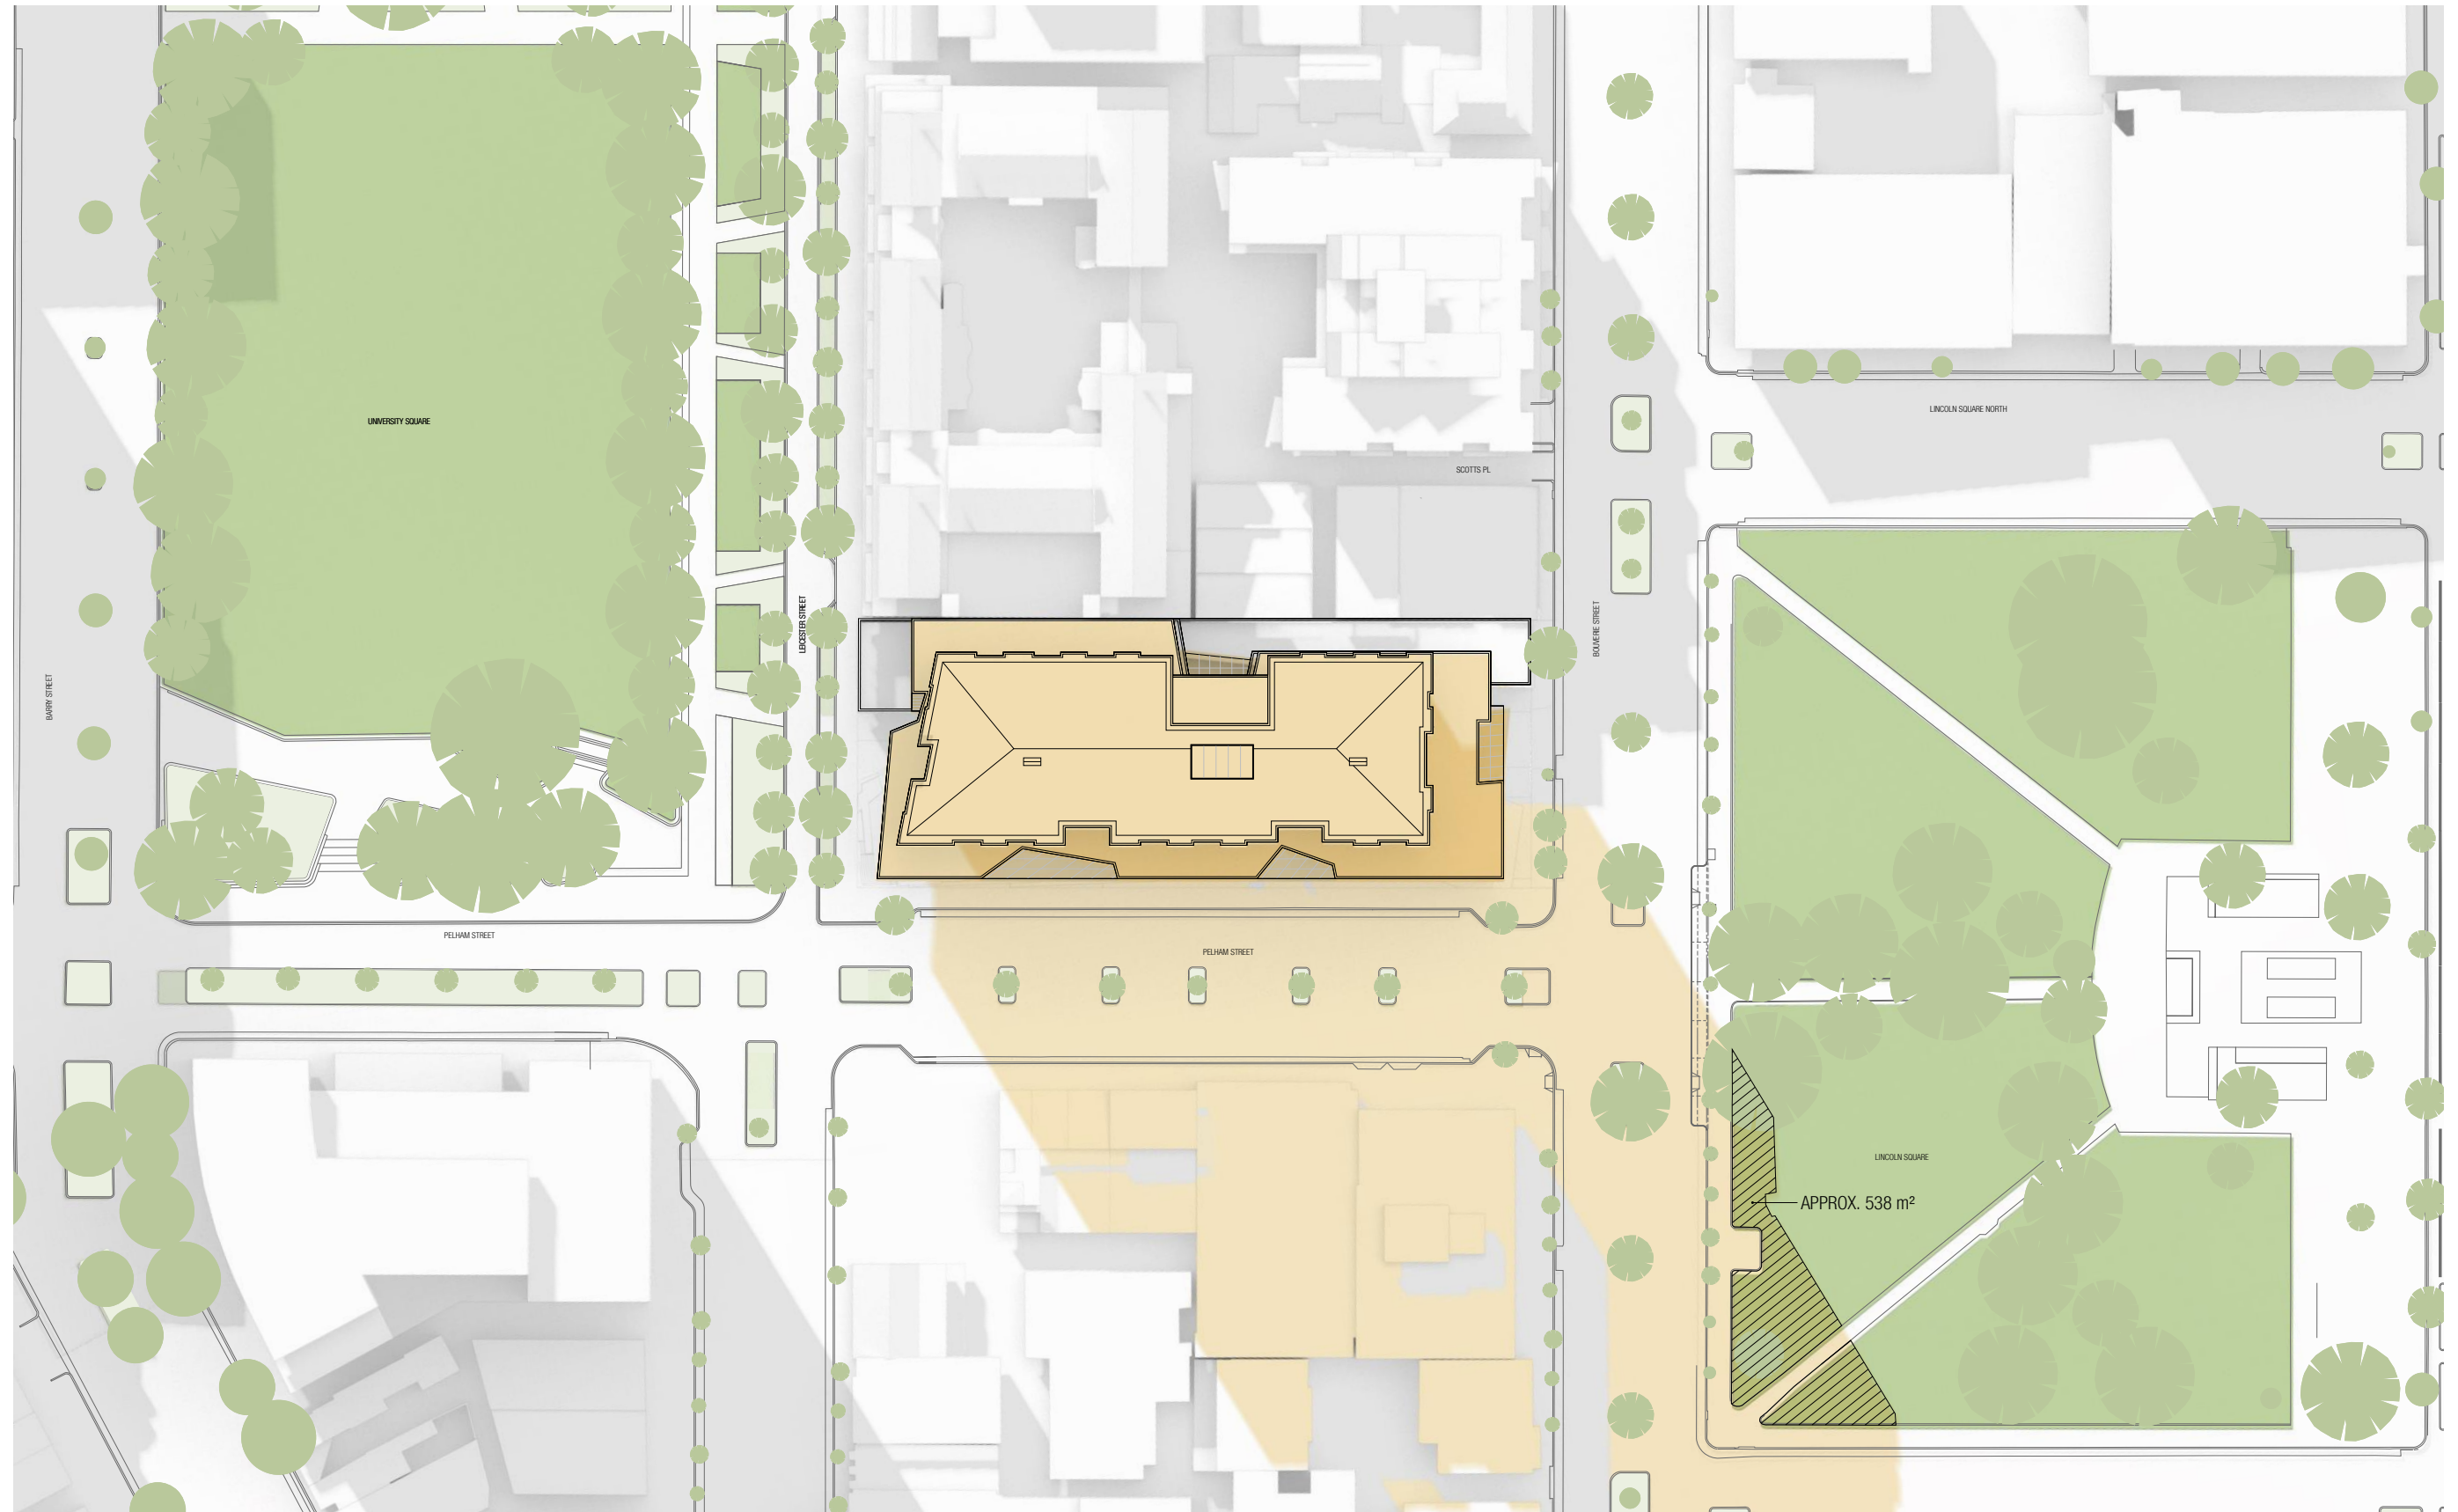 UNIVERSITY SQUARE
LINCOLN SQUARE NORTH
SCOTTS PL
LEICESTER STREET
BOUVERIE STREET
BARRY STREET
PELHAM STREET
PELHAM STREET
LINCOLN SQUARE
APPROX. 538 m²